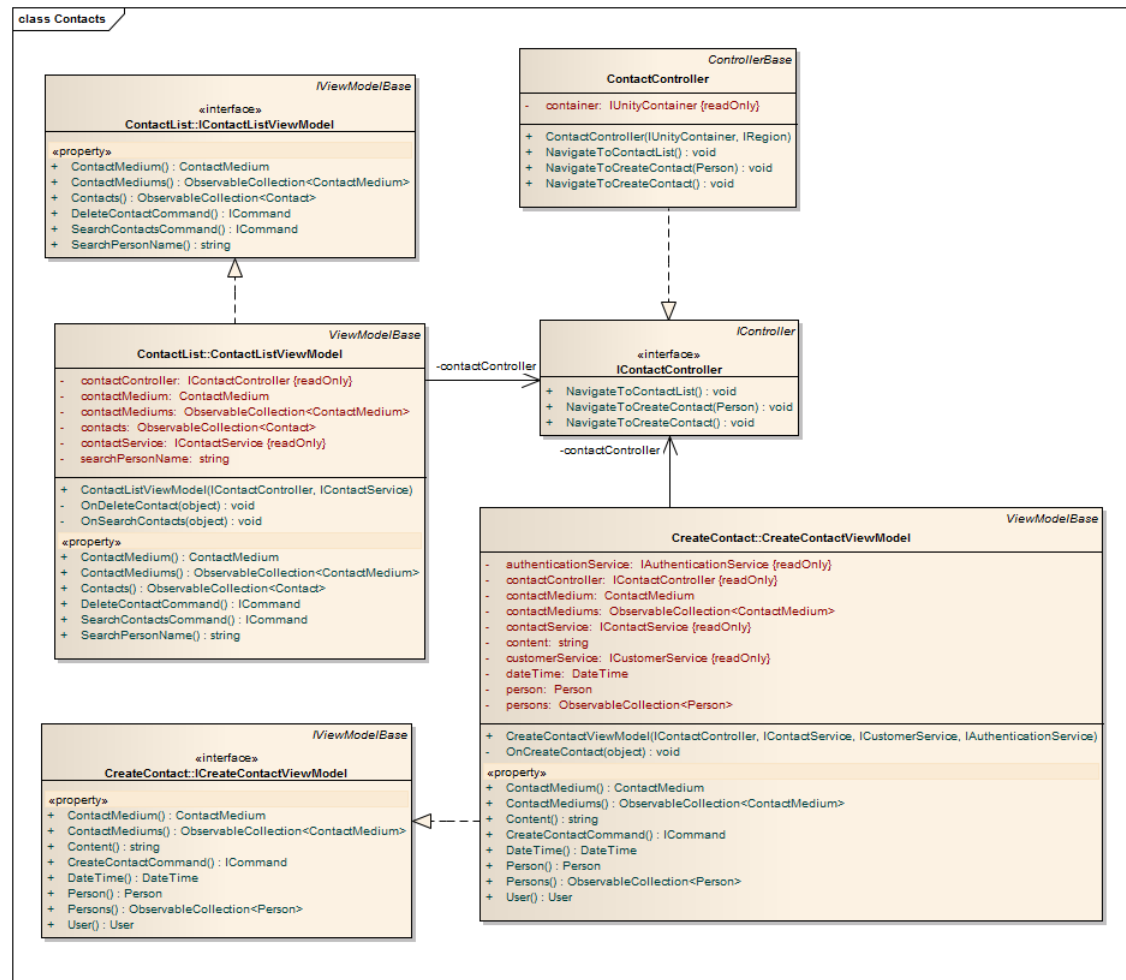 class Contacts
IViewModelBase
«interface»
ContactList::IContactListViewModel
«property»
+ ContactMedium() : ContactMedium
+ ContactMediums() : ObservableCollection<ContactMedium>
+ Contacts() : ObservableCollection<Contact>
+ DeleteContactCommand() : ICommand
+ SearchContactsCommand() : ICommand
+ SearchPersonName() : string
ControllerBase
ContactController
- container: IUnityContainer {readOnly}
+ ContactController(IUnityContainer, IRegion)
+ NavigateToContactList() : void
+ NavigateToCreateContact(Person) : void
+ NavigateToCreateContact() : void
ViewModelBase
ContactList::ContactListViewModel
- contactController: IContactController {readOnly}
- contactMedium: ContactMedium
- contactMediums: ObservableCollection<ContactMedium>
- contacts: ObservableCollection<Contact>
- contactService: IContactService {readOnly}
- searchPersonName: string
+ ContactListViewModel(IContactController, IContactService)
- OnDeleteContact(object) : void
- OnSearchContacts(object) : void
«property»
+ ContactMedium() : ContactMedium
+ ContactMediums() : ObservableCollection<ContactMedium>
+ Contacts() : ObservableCollection<Contact>
+ DeleteContactCommand() : ICommand
+ SearchContactsCommand() : ICommand
+ SearchPersonName() : string
-contactController
IController
«interface»
IContactController
+ NavigateToContactList() : void
+ NavigateToCreateContact(Person) : void
+ NavigateToCreateContact() : void
-contactController
ViewModelBase
CreateContact::CreateContactViewModel
- authenticationService: IAuthenticationService {readOnly}
- contactController: IContactController {readOnly}
- contactMedium: ContactMedium
- contactMediums: ObservableCollection<ContactMedium>
- contactService: IContactService {readOnly}
- content: string
- customerService: ICustomerService {readOnly}
- dateTime: DateTime
- person: Person
- persons: ObservableCollection<Person>
+ CreateContactViewModel(IContactController, IContactService, ICustomerService, IAuthenticationService)
- OnCreateContact(object) : void
«property»
+ ContactMedium() : ContactMedium
+ ContactMediums() : ObservableCollection<ContactMedium>
+ Content() : string
+ CreateContactCommand() : ICommand
+ DateTime() : DateTime
+ Person() : Person
+ Persons() : ObservableCollection<Person>
+ User() : User
IViewModelBase
«interface»
CreateContact::ICreateContactViewModel
«property»
+ ContactMedium() : ContactMedium
+ ContactMediums() : ObservableCollection<ContactMedium>
+ Content() : string
+ CreateContactCommand() : ICommand
+ DateTime() : DateTime
+ Person() : Person
+ Persons() : ObservableCollection<Person>
+ User() : User